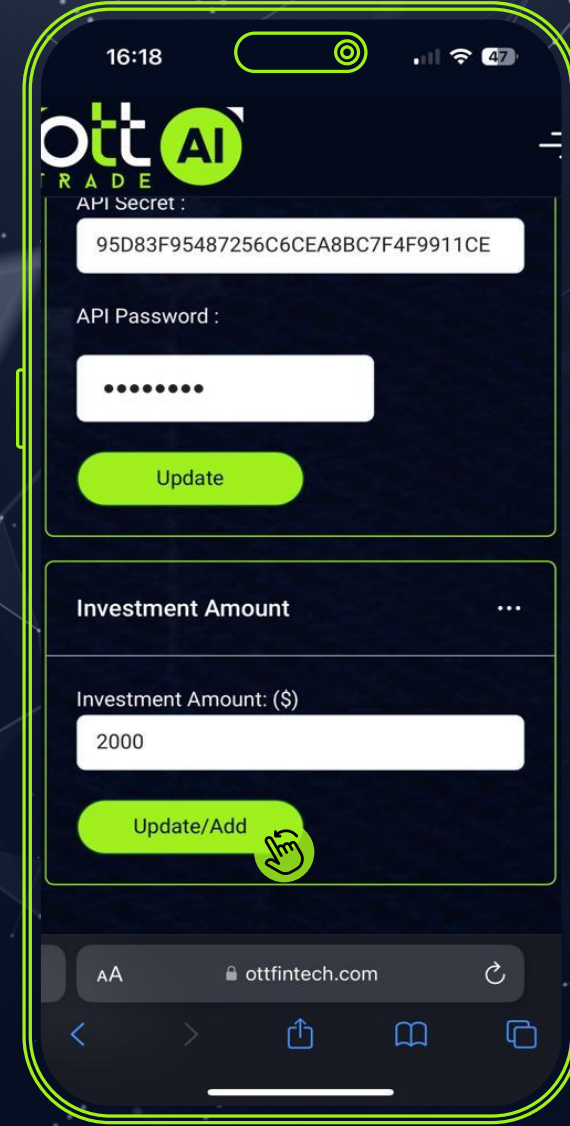 16:18
47
ott AI
TRADE
API Secret :
95D83F95487256C6CEA8BC7F4F9911CE
API Password :
••••••••
Update
Investment Amount
...
Investment Amount: ($)
2000
Update/Add
AA
ottfintech.com